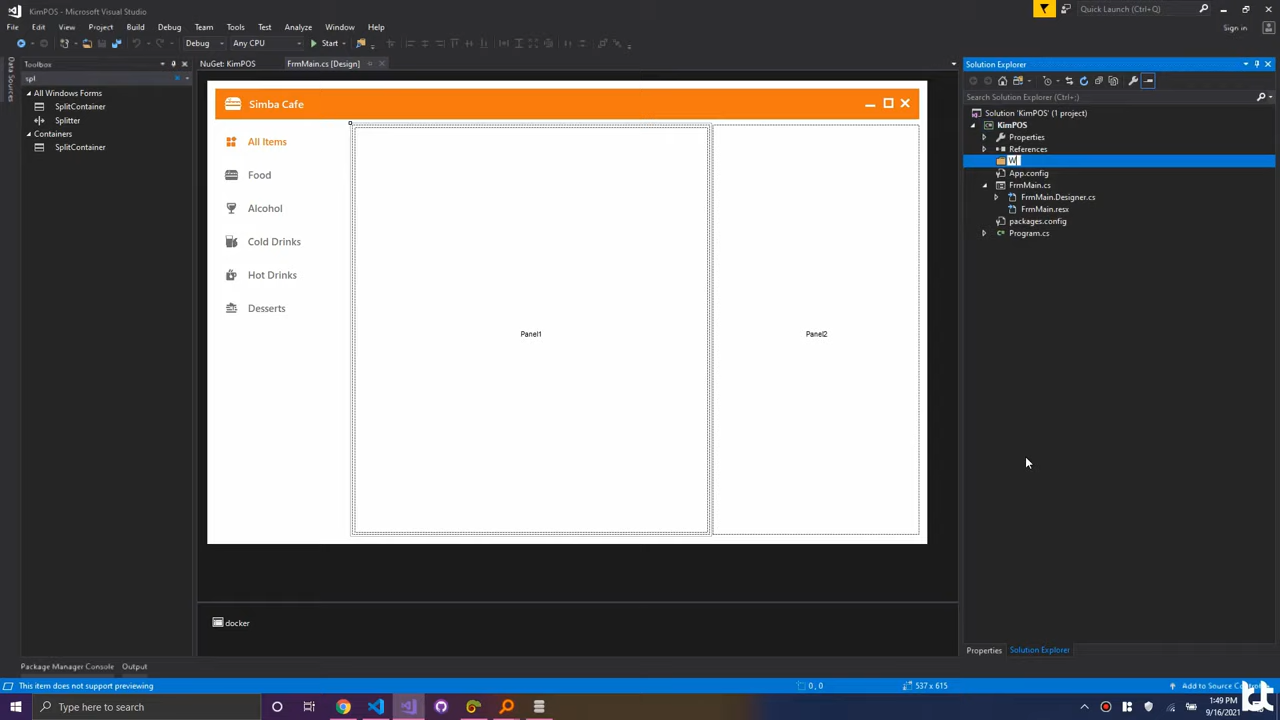 KimPOS - Microsoft Visual Studio
Quick Launch (Ctrl+;)
File Edit View Project Build Debug Team Tools Test Analyze Window Help
Sign in
Debug Any CPU Start
Data Sources
Toolbox
NuGet: KimPOS
FrmMain.cs [Design]
Solution Explorer
spl
Search Solution Explorer (Ctrl+;)
All Windows Forms
SplitContainer
Splitter
Containers
SplitContainer
Simba Cafe
All Items
Food
Alcohol
Cold Drinks
Hot Drinks
Desserts
Panel1
Panel2
Solution 'KimPOS' (1 project)
KimPOS
Properties
References
W
App.config
FrmMain.cs
FrmMain.Designer.cs
FrmMain.resx
packages.config
Program.cs
docker
Properties Solution Explorer
Package Manager Console Output
This item does not support previewing
0 , 0
537 x 615
Add to Source
Type here to search
1:49 PM
9/16/2021